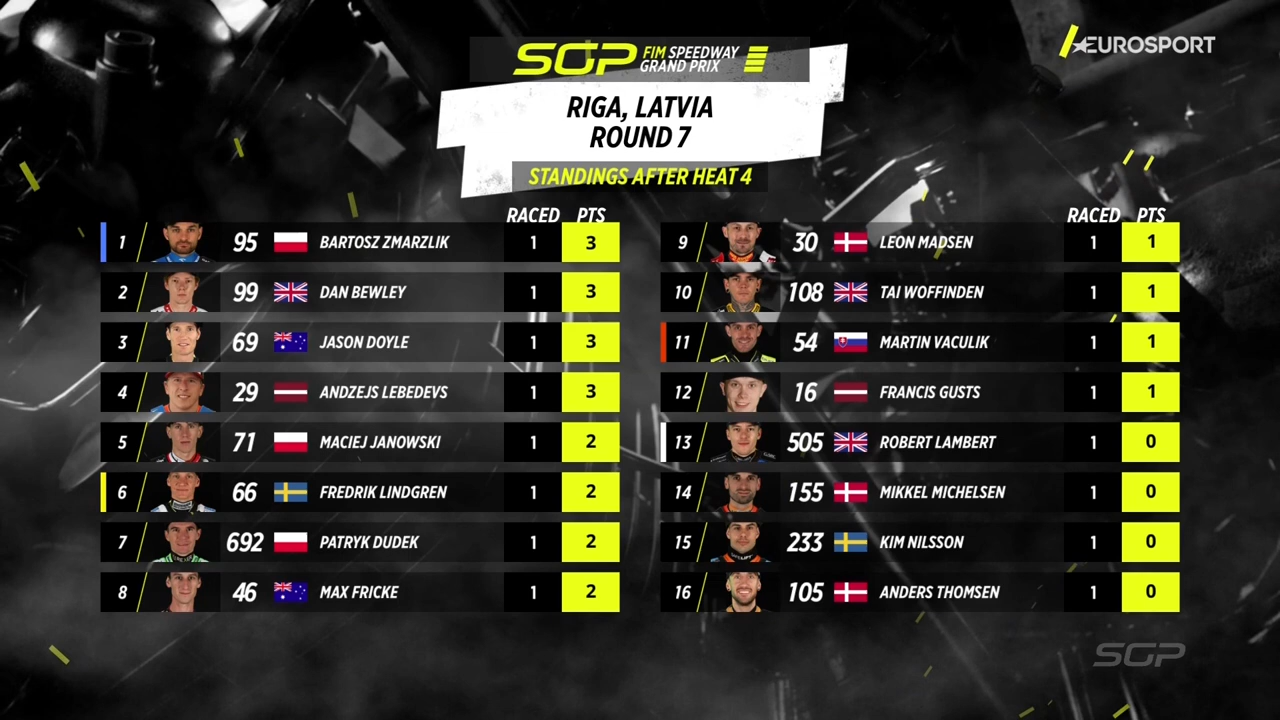 SGP FIM SPEEDWAY GRAND PRIX
EUROSPORT
RIGA, LATVIA
ROUND 7
STANDINGS AFTER HEAT 4
RACED PTS
1 95 BARTOSZ ZMARZLIK 1 3
2 99 DAN BEWLEY 1 3
3 69 JASON DOYLE 1 3
4 29 ANDZEJS LEBEDEVS 1 3
5 71 MACIEJ JANOWSKI 1 2
6 66 FREDRIK LINDGREN 1 2
7 692 PATRYK DUDEK 1 2
8 46 MAX FRICKE 1 2
RACED PTS
9 30 LEON MADSEN 1 1
10 108 TAI WOFFINDEN 1 1
11 54 MARTIN VACULIK 1 1
12 16 FRANCIS GUSTS 1 1
13 505 ROBERT LAMBERT 1 0
14 155 MIKKEL MICHELSEN 1 0
15 233 KIM NILSSON 1 0
16 105 ANDERS THOMSEN 1 0
SGP